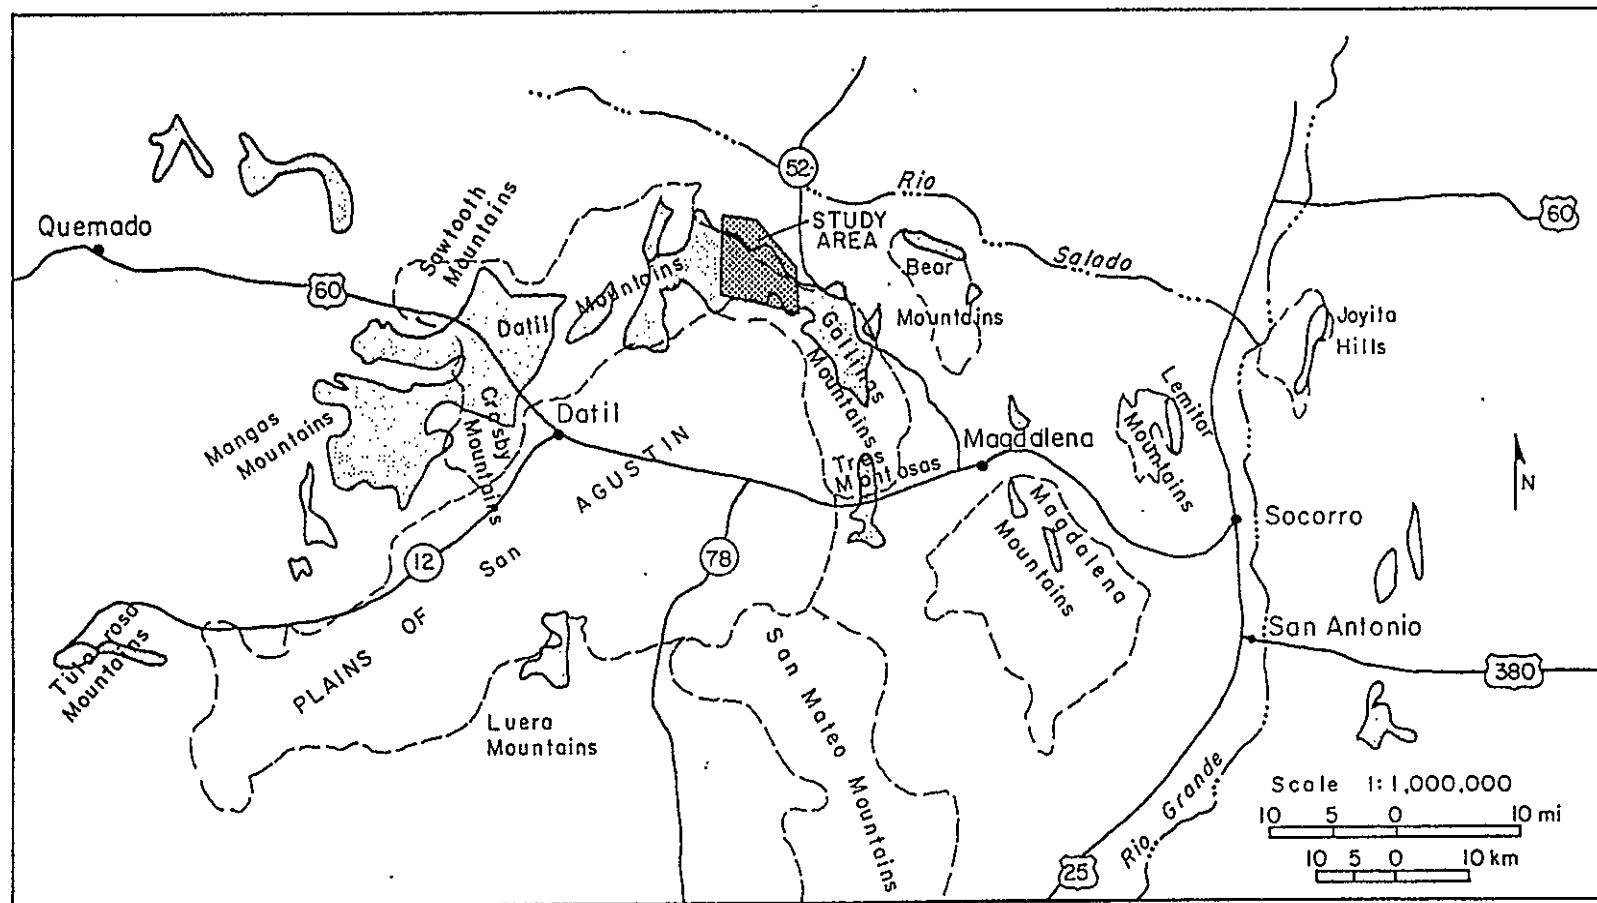 52
Rio
Salado
60
Quemado
Sawtooth
Mountains
STUDY
AREA
60
Bear
Mountains
Joyita
Hills
Datil
Mountains
Gallinas
Mountains
Lemitar
Mountains
Mangas
Mountains
Crosby
Mountains
Datil
Magdalena
Tres
Montosas
AGUSTIN
Magdalena
Mountains
Socorro
N
12
San
78
OF
PLAINS
Tularosa
Mountains
San Antonio
380
Luera
Mountains
San Mateo Mountains
Rio Grande
25
Scale 1:1,000,000
10 5 0 10 mi
10 5 0 10 km